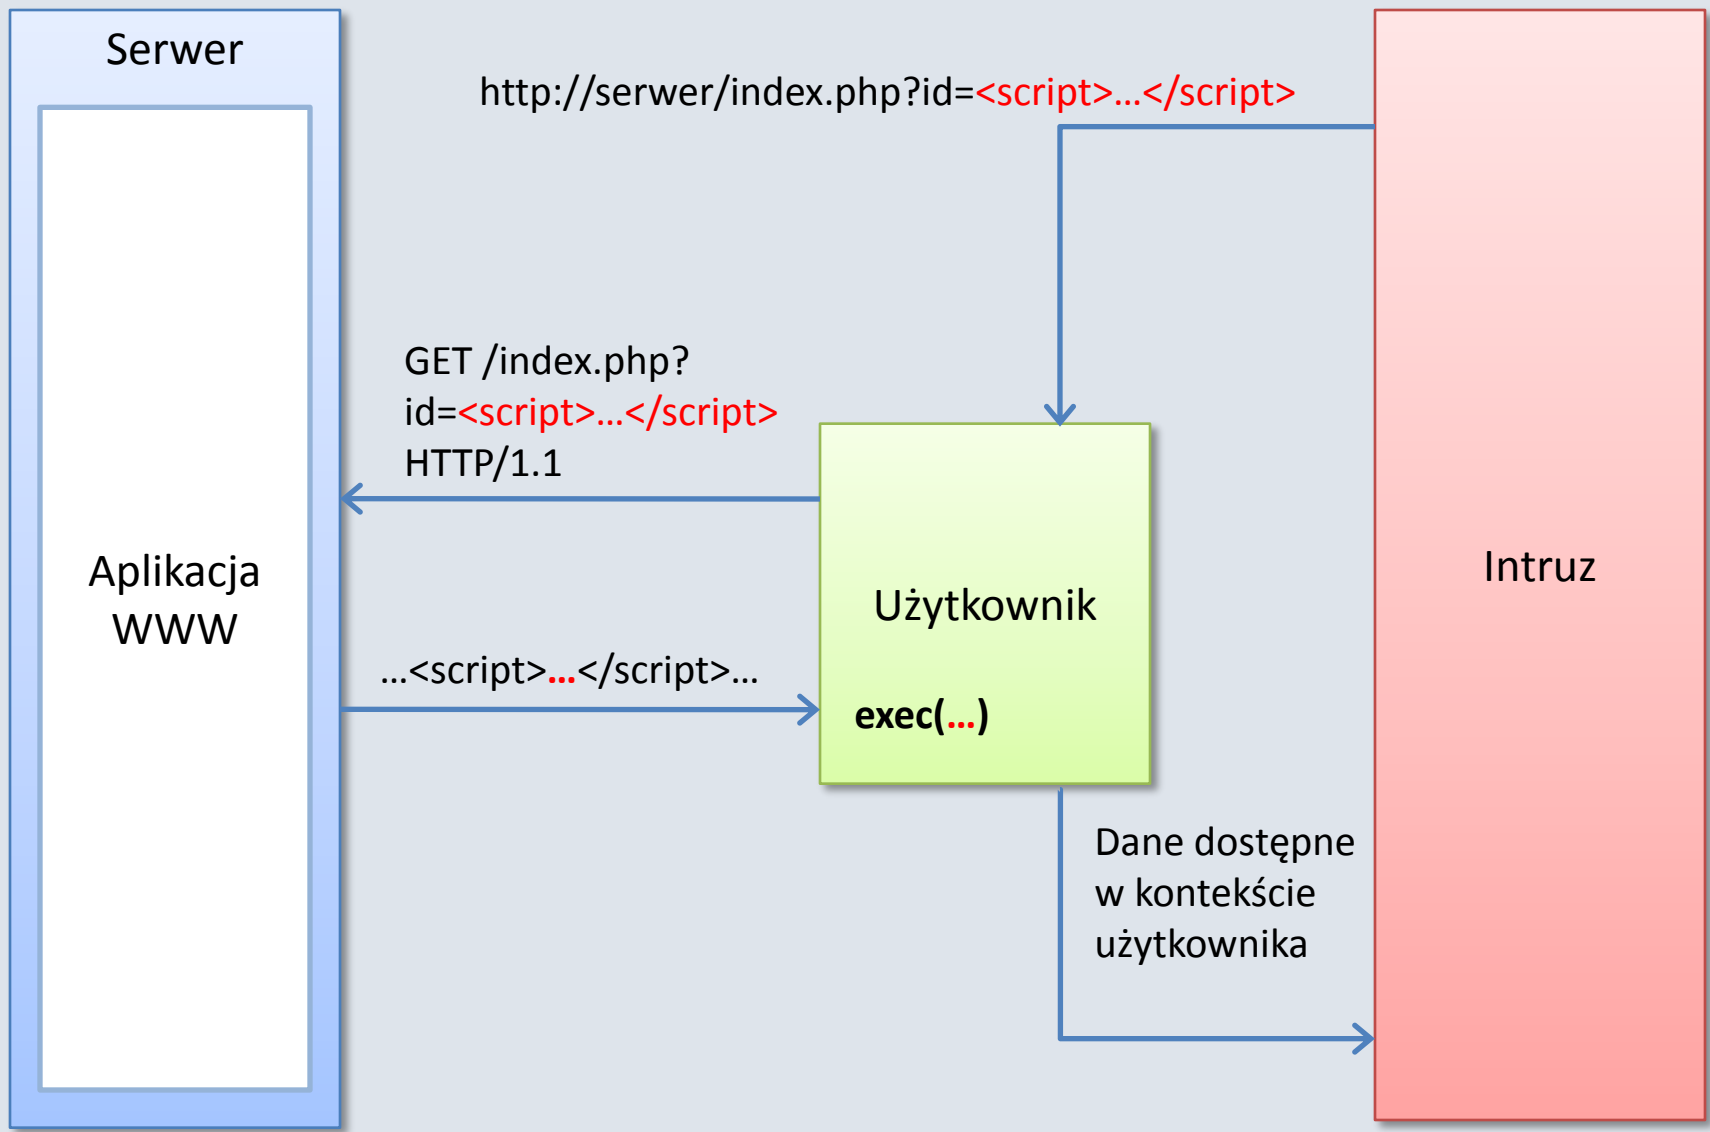 Serwer
http://serwer/index.php?id=<script>...</script>
GET /index.php?
id=<script>...</script>
HTTP/1.1
Aplikacja
WWW
Użytkownik
...<script>...</script>...
exec(...)
Intruz
Dane dostępne
w kontekście
użytkownika